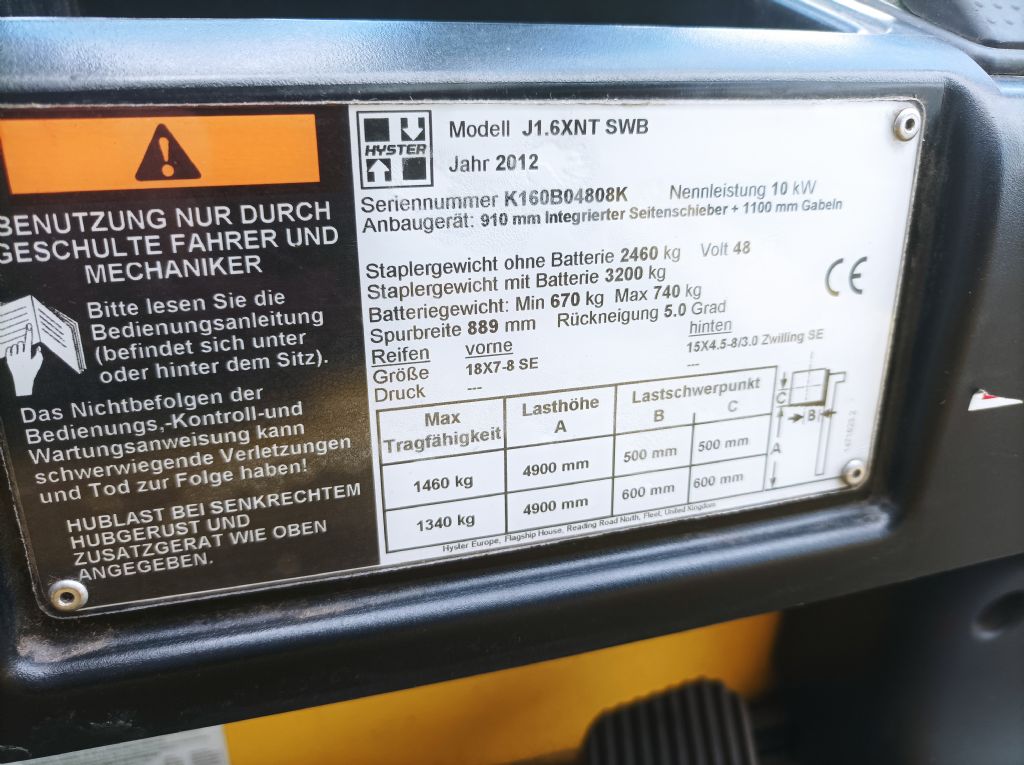 BENUTZUNG NUR DURCH
GESCHULTE FAHRER UND
MECHANIKER
Bitte lesen Sie die
Bedienungsanleitung
(befindet sich unter
oder hinter dem Sitz).
Das Nichtbefolgen der
Bedienungs,-Kontroll-und
Wartungsanweisung kann
schwerwiegende Verletzungen
und Tod zur Folge haben!
HUBLAST BEI SENKRECHTEM
HUBGERUST UND
ZUSATZGERAT WIE OBEN
ANGEGEBEN.
HYSTER
Modell J1.6XNT SWB
Jahr 2012
Seriennummer K160B04808K Nennleistung 10 kW
Anbaugerät: 910 mm Integrierter Seitenschieber + 1100 mm Gabeln
Staplergewicht ohne Batterie 2460 kg Volt 48
Staplergewicht mit Batterie 3200 kg
Batteriegewicht: Min 670 kg Max 740 kg
Spurbreite 889 mm Rückneigung 5.0 Grad
Reifen vorne hinten
Größe 18X7-8 SE 15X4.5-8/3.0 Zwilling SE
Druck --- ---
CE
Max Tragfähigkeit Lasthöhe A Lastschwerpunkt B C
1460 kg 4900 mm 500 mm 500 mm
1340 kg 4900 mm 600 mm 600 mm
C
B
A
Hyster Europe, Flagship House, Reading Road North, Fleet, United Kingdom